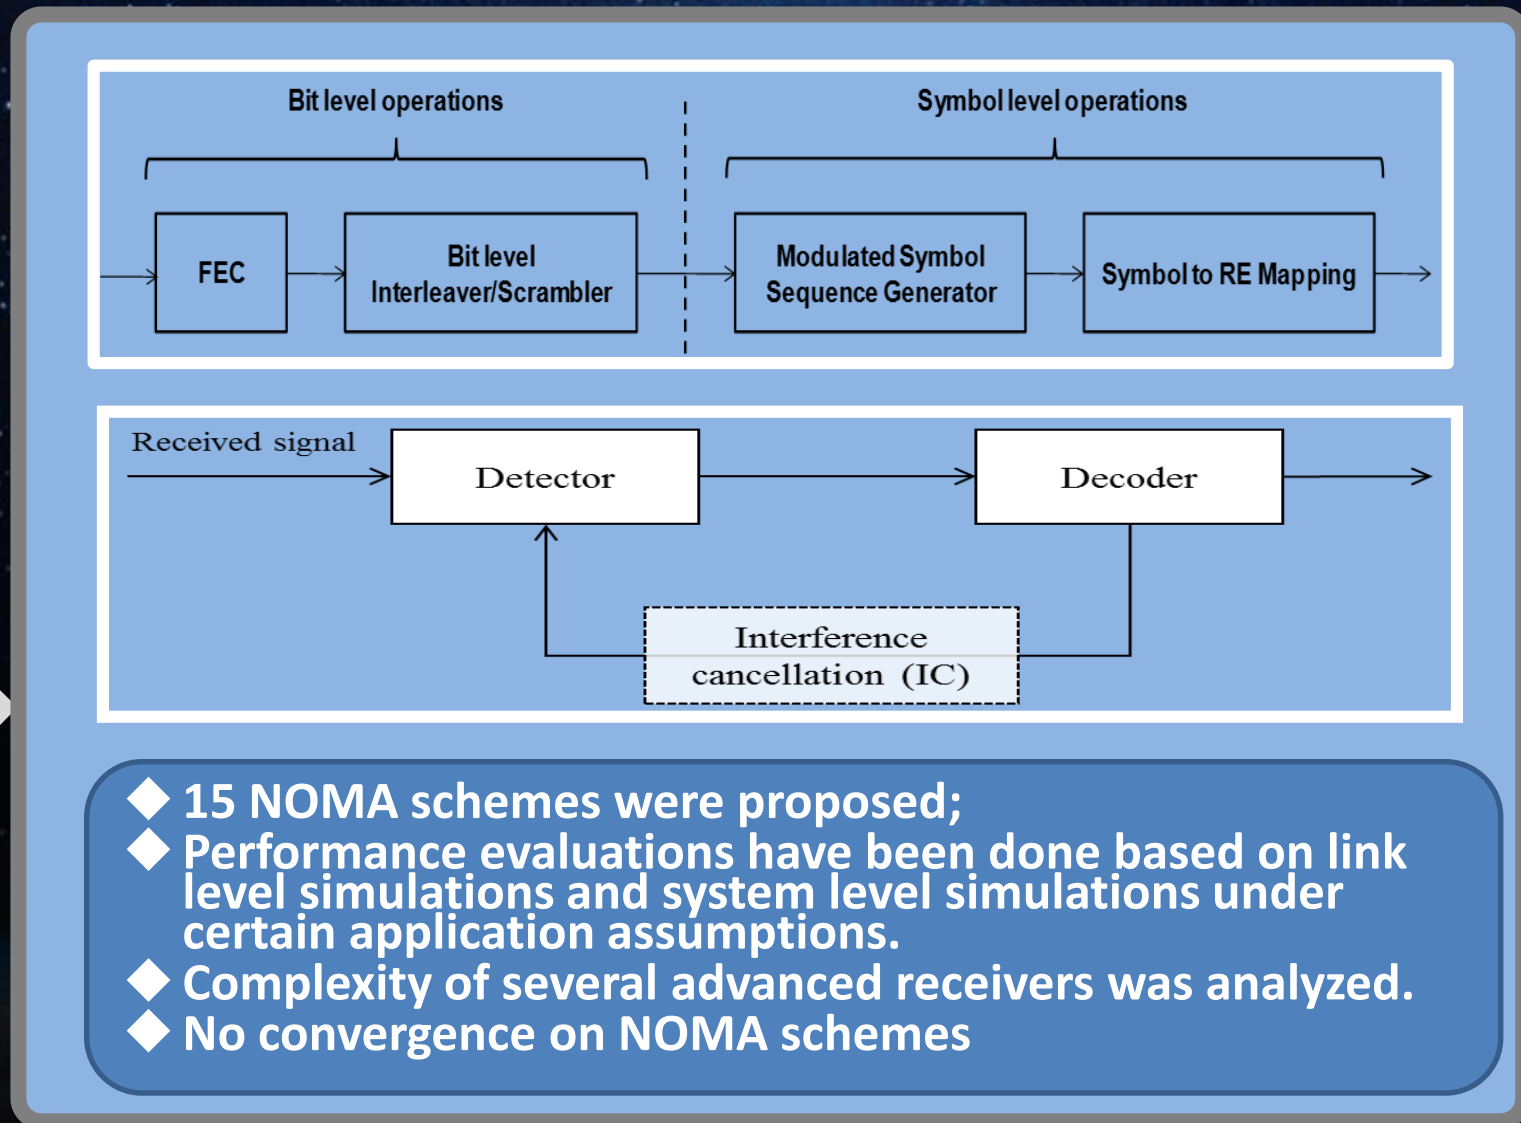 Bit level operations
Symbol level operations
FEC
Bit level
Interleaver/Scrambler
Modulated Symbol
Sequence Generator
Symbol to RE Mapping
Received signal
Detector
Decoder
Interference
cancellation (IC)
◆ 15 NOMA schemes were proposed;
◆ Performance evaluations have been done based on link
level simulations and system level simulations under
certain application assumptions.
◆ Complexity of several advanced receivers was analyzed.
◆ No convergence on NOMA schemes